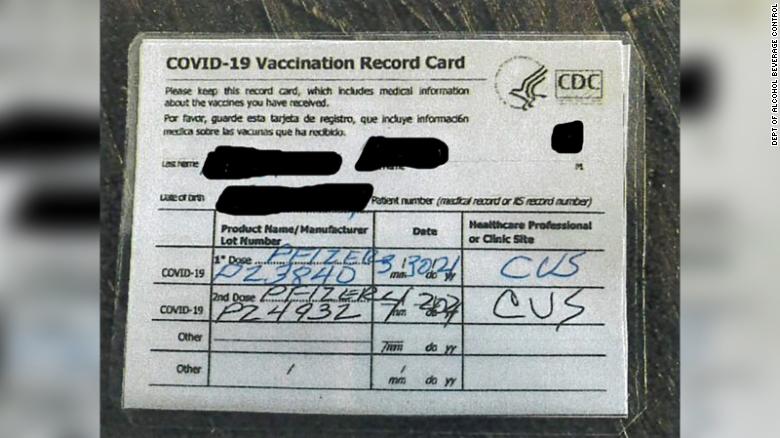 COVID-19 Vaccination Record Card
CDC
Please keep this record card, which includes medical information
about the vaccines you have received.
Por favor, guarde esta tarjeta de registro, que incluye información
medica sobre las vacunas que ha recibido.
Last name
name
MI
Date of birth
Patient number (medical record or IIS record number)
Product Name/Manufacturer
Lot Number
Date
Healthcare Professional
or Clinic Site
COVID-19
1st Dose PFIZER
PZ3840
mm dd yy
CVS
COVID-19
2nd Dose PFIZER
PZ4932
mm yy
CVS
Other
mm dd yy
Other
mm dd yy
DEPT OF ALCOHOL BEVERAGE CONTROL